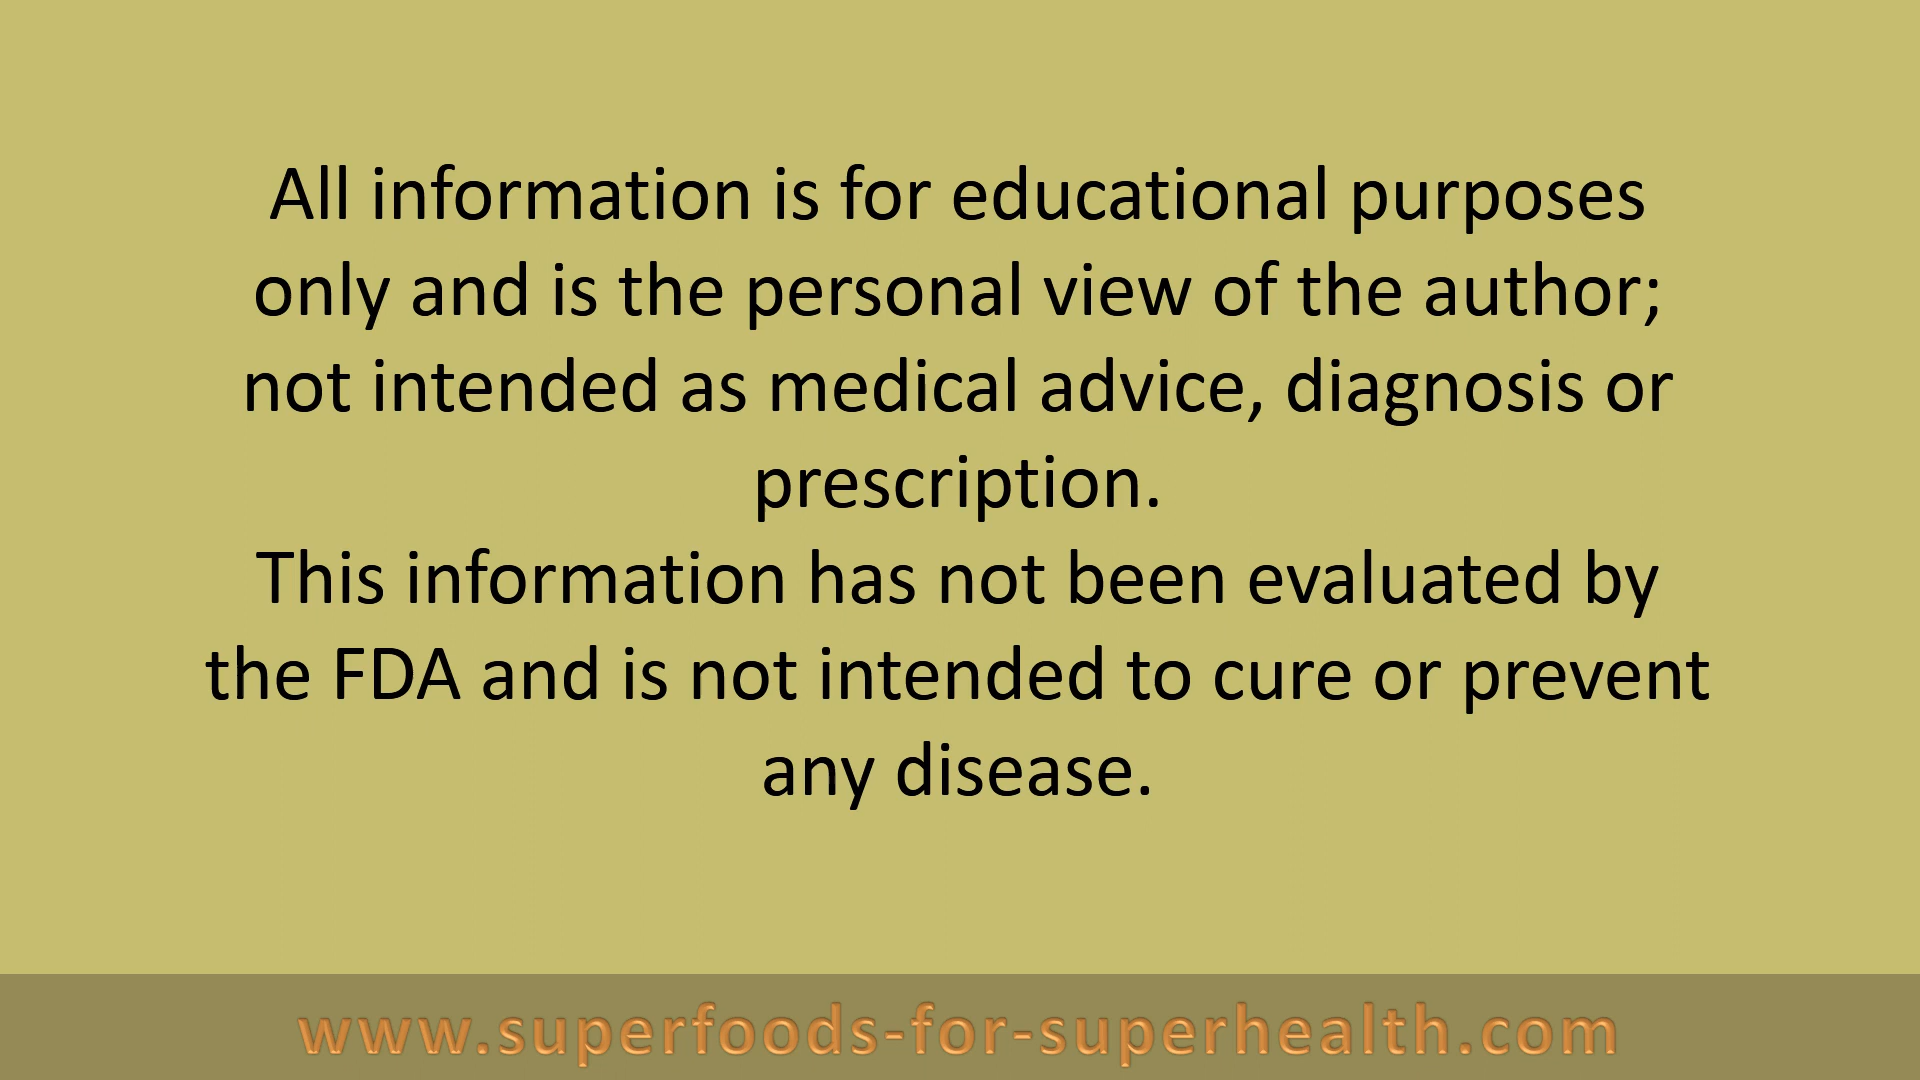 All information is for educational purposes
only and is the personal view of the author;
not intended as medical advice, diagnosis or
prescription.
This information has not been evaluated by
the FDA and is not intended to cure or prevent
any disease.
www.superfoods-for-superhealth.com